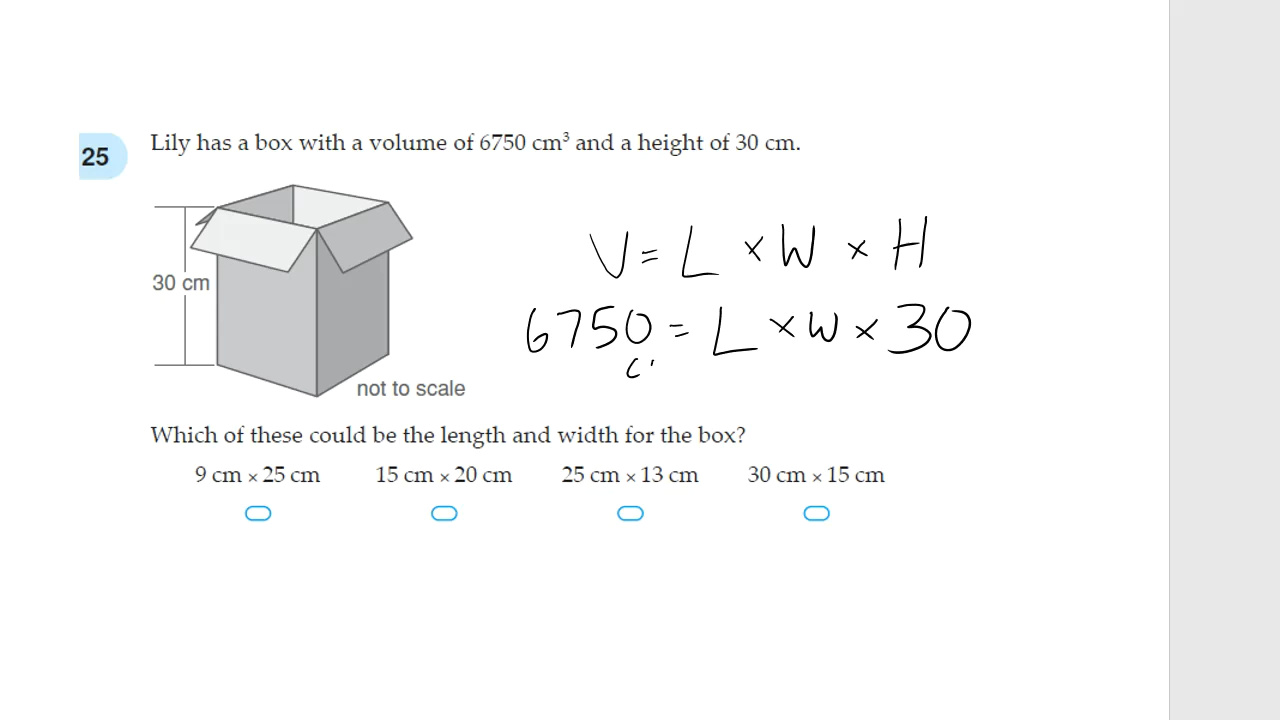 25
Lily has a box with a volume of 6750 cm³ and a height of 30 cm.
30 cm
not to scale
V = L × W × H
6750 = L × W × 30
Which of these could be the length and width for the box?
9 cm × 25 cm 15 cm × 20 cm 25 cm × 13 cm 30 cm × 15 cm